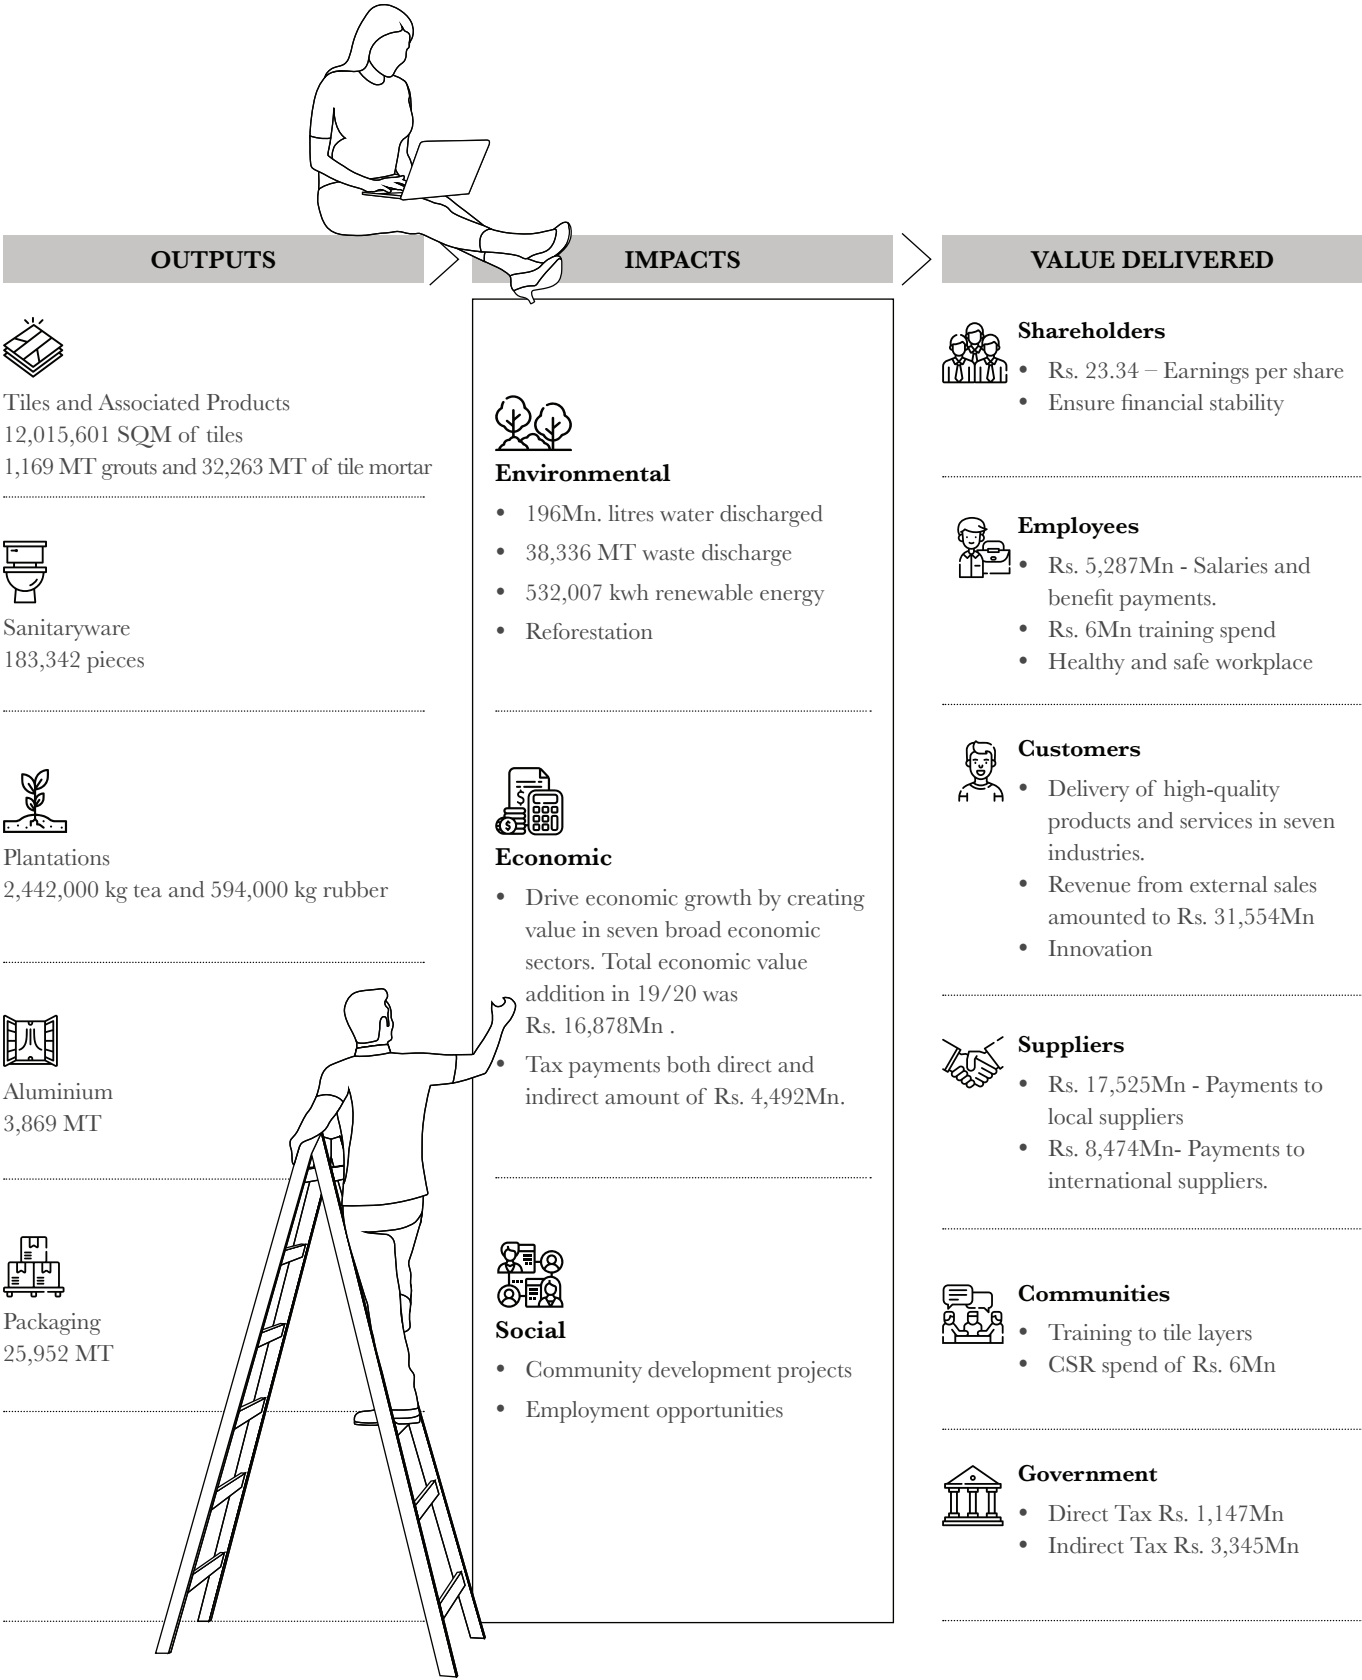 OUTPUTS
Tiles and Associated Products
12,015,601 SQM of tiles
1,169 MT grouts and 32,263 MT of tile mortar
Sanitaryware
183,342 pieces
Plantations
2,442,000 kg tea and 594,000 kg rubber
Aluminium
3,869 MT
Packaging
25,952 MT
IMPACTS
Environmental
• 196Mn. litres water discharged
• 38,336 MT waste discharge
• 532,007 kwh renewable energy
• Reforestation
Economic
• Drive economic growth by creating
value in seven broad economic
sectors. Total economic value
addition in 19/20 was
Rs. 16,878Mn .
• Tax payments both direct and
indirect amount of Rs. 4,492Mn.
Social
• Community development projects
• Employment opportunities
VALUE DELIVERED
Shareholders
• Rs. 23.34 – Earnings per share
• Ensure financial stability
Employees
• Rs. 5,287Mn - Salaries and
benefit payments.
• Rs. 6Mn training spend
• Healthy and safe workplace
Customers
• Delivery of high-quality
products and services in seven
industries.
• Revenue from external sales
amounted to Rs. 31,554Mn
• Innovation
Suppliers
• Rs. 17,525Mn - Payments to
local suppliers
• Rs. 8,474Mn- Payments to
international suppliers.
Communities
• Training to tile layers
• CSR spend of Rs. 6Mn
Government
• Direct Tax Rs. 1,147Mn
• Indirect Tax Rs. 3,345Mn